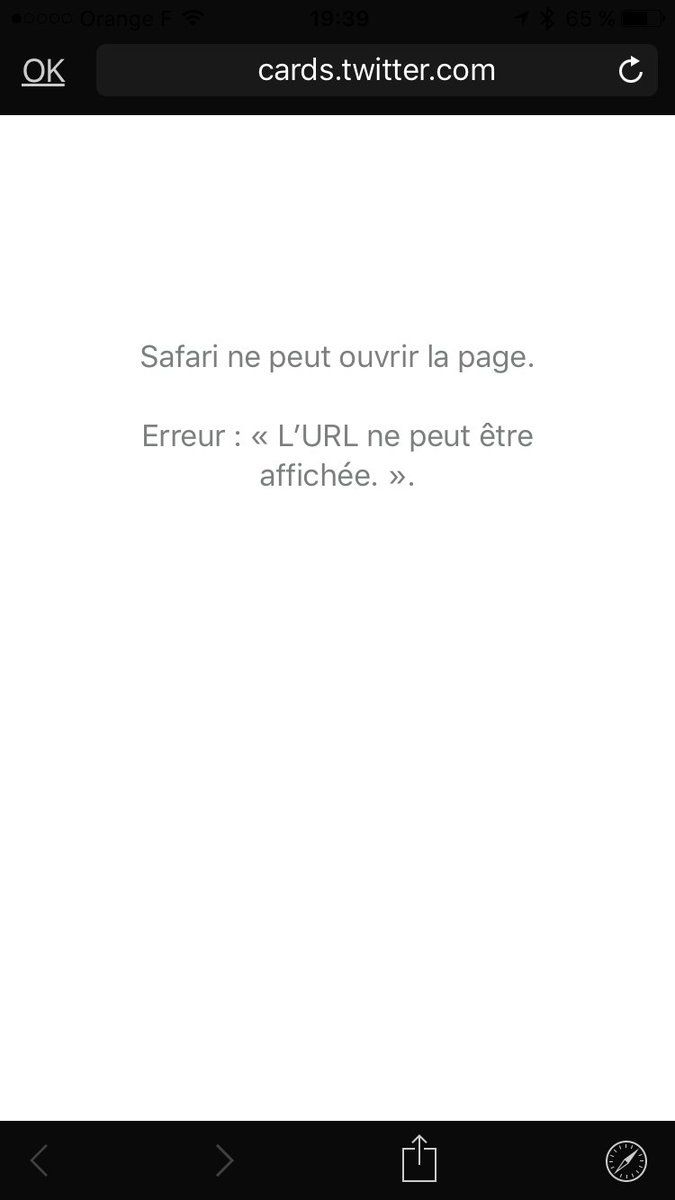 Orange F 19:39 65 %
OK cards.twitter.com
Safari ne peut ouvrir la page.
Erreur : « L’URL ne peut être
affichée. ».